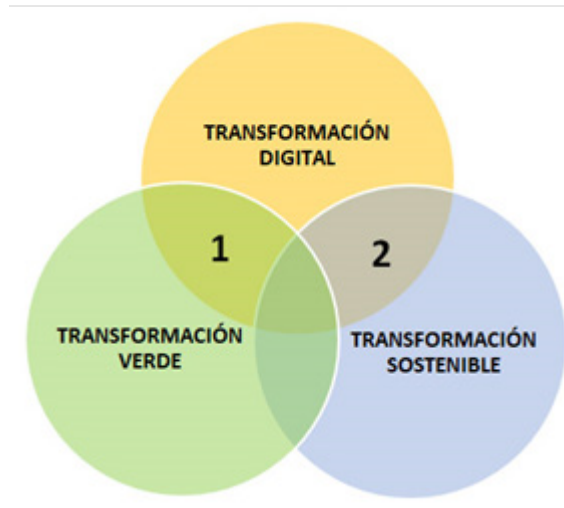 TRANSFORMACIÓN
DIGITAL
1
2
TRANSFORMACIÓN
VERDE
TRANSFORMACIÓN
SOSTENIBLE